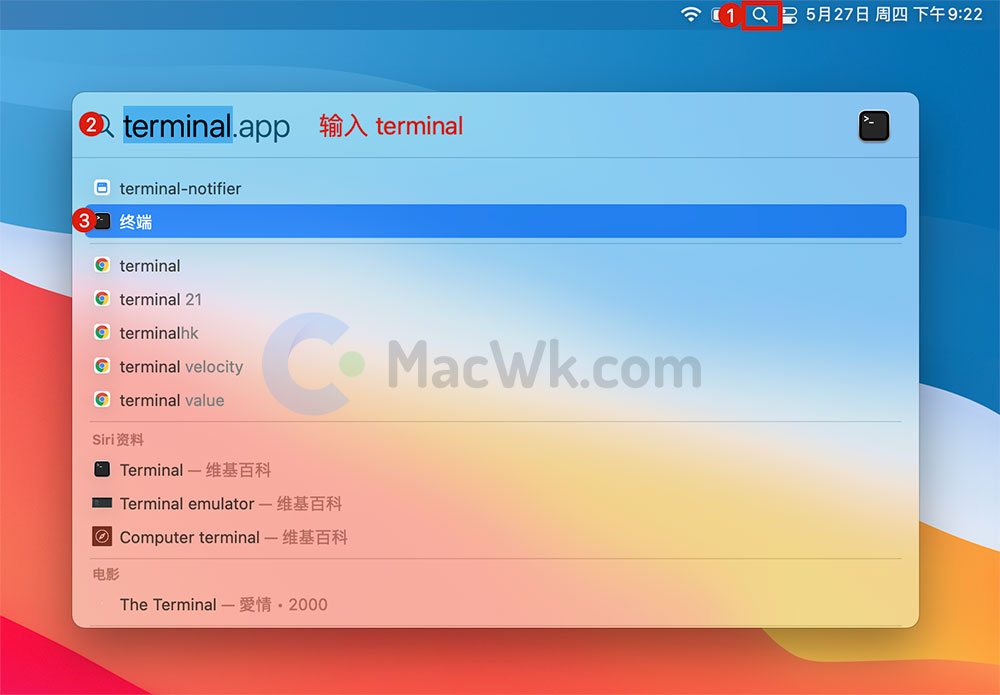 1 5月27日 周四 下午9:22
2 terminal.app 输入 terminal
terminal-notifier
3 终端
terminal
terminal 21
terminalhk
terminal velocity
terminal value
MacWk.com
Siri资料
Terminal — 维基百科
Terminal emulator — 维基百科
Computer terminal — 维基百科
电影
The Terminal — 愛情 • 2000